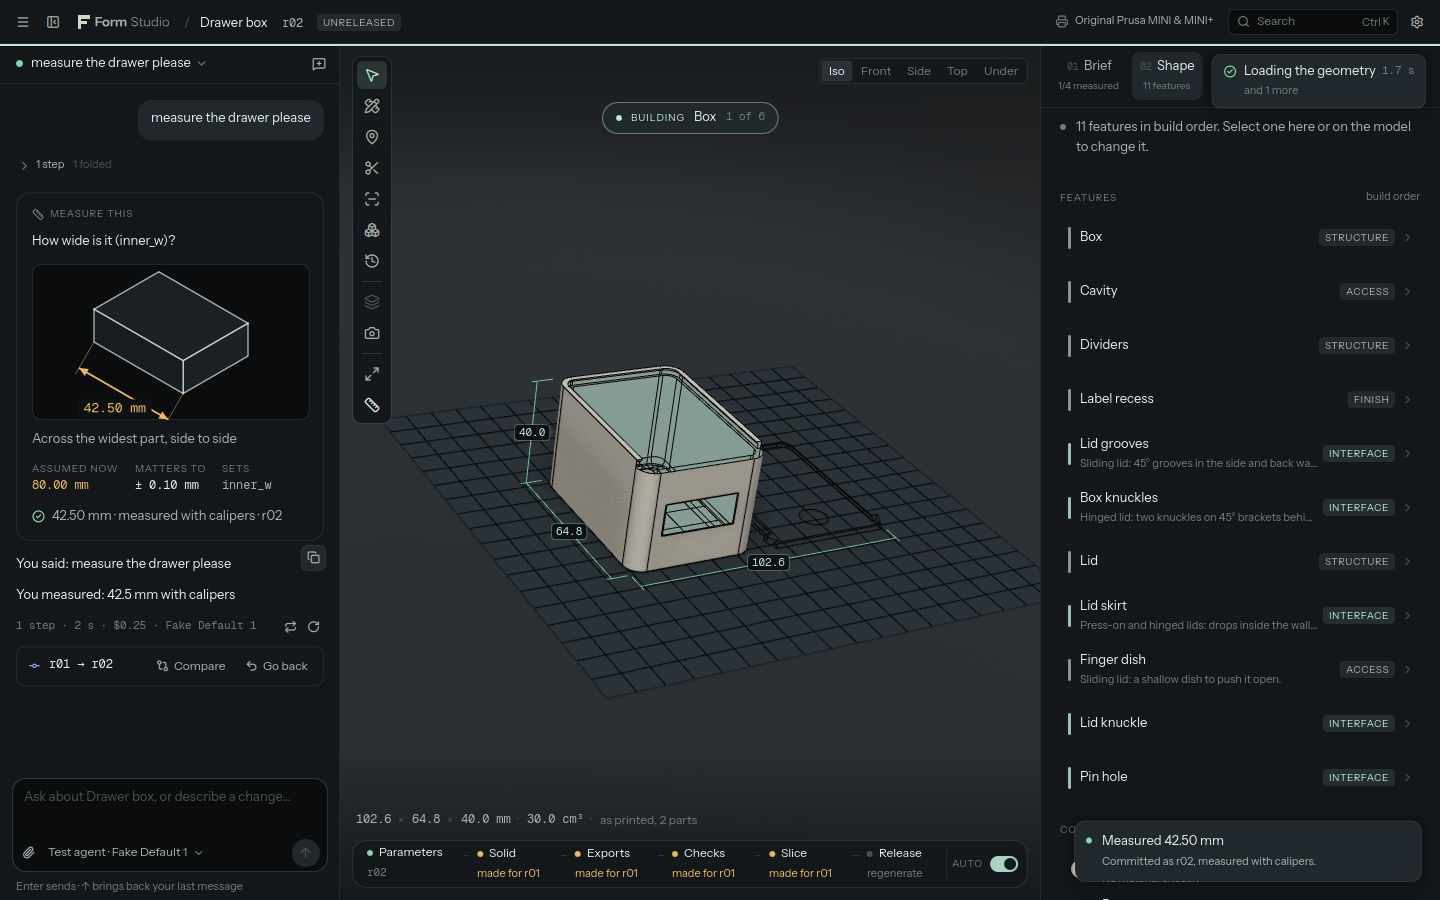 Form Studio / Drawer box r02 UNRELEASED
Original Prusa MINI & MINI+
Search Ctrl K
measure the drawer please
measure the drawer please
1 step 1 folded
MEASURE THIS
How wide is it (inner_w)?
42.50 mm
Across the widest part, side to side
ASSUMED NOW MATTERS TO SETS
80.00 mm ± 0.10 mm inner_w
42.50 mm · measured with calipers · r02
You said: measure the drawer please
You measured: 42.5 mm with calipers
1 step · 2 s · $0.25 · Fake Default 1
r01 → r02 Compare Go back
Ask about Drawer box, or describe a change...
Test agent · Fake Default 1
Enter sends · ↑ brings back your last message
Iso Front Side Top Under
BUILDING Box 1 of 6
40.0
64.8
102.6
102.6 × 64.8 × 40.0 mm · 30.0 cm³ · as printed, 2 parts
Parameters Solid Exports Checks Slice Release
r02 made for r01 made for r01 made for r01 made for r01 regenerate
AUTO
01 Brief 02 Shape
1/4 measured 11 features
Loading the geometry 1.7 s
and 1 more
11 features in build order. Select one here or on the model
to change it.
FEATURES build order
Box STRUCTURE
Cavity ACCESS
Dividers STRUCTURE
Label recess FINISH
Lid grooves INTERFACE
Sliding lid: 45° grooves in the side and back wa...
Box knuckles INTERFACE
Hinged lid: two knuckles on 45° brackets behi...
Lid STRUCTURE
Lid skirt INTERFACE
Press-on and hinged lids: drops inside the wall...
Finger dish ACCESS
Sliding lid: a shallow dish to push it open.
Lid knuckle INTERFACE
Pin hole INTERFACE
Measured 42.50 mm
Committed as r02, measured with calipers.